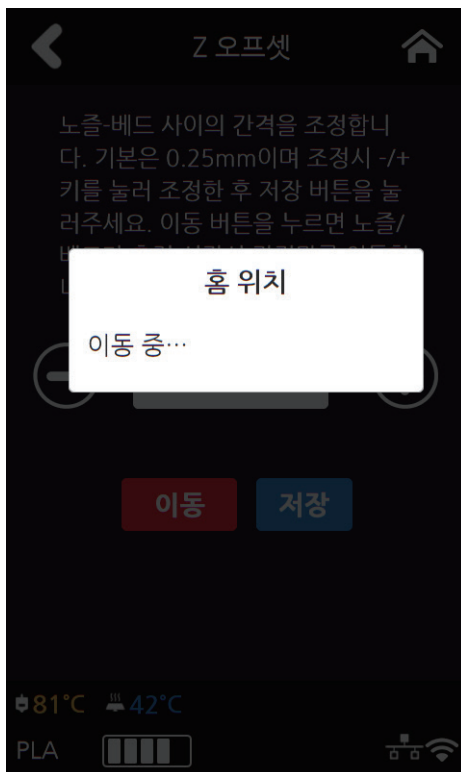 Z 오프셋
노즐-베드 사이의 간격을 조정합니
다. 기본은 0.25mm이며 조정시 -/+
키를 눌러 조정한 후 저장 버튼을 눌
러주세요. 이동 버튼을 누르면 노즐/
홈 위치
이동 중…
이동
저장
81°C
42°C
PLA